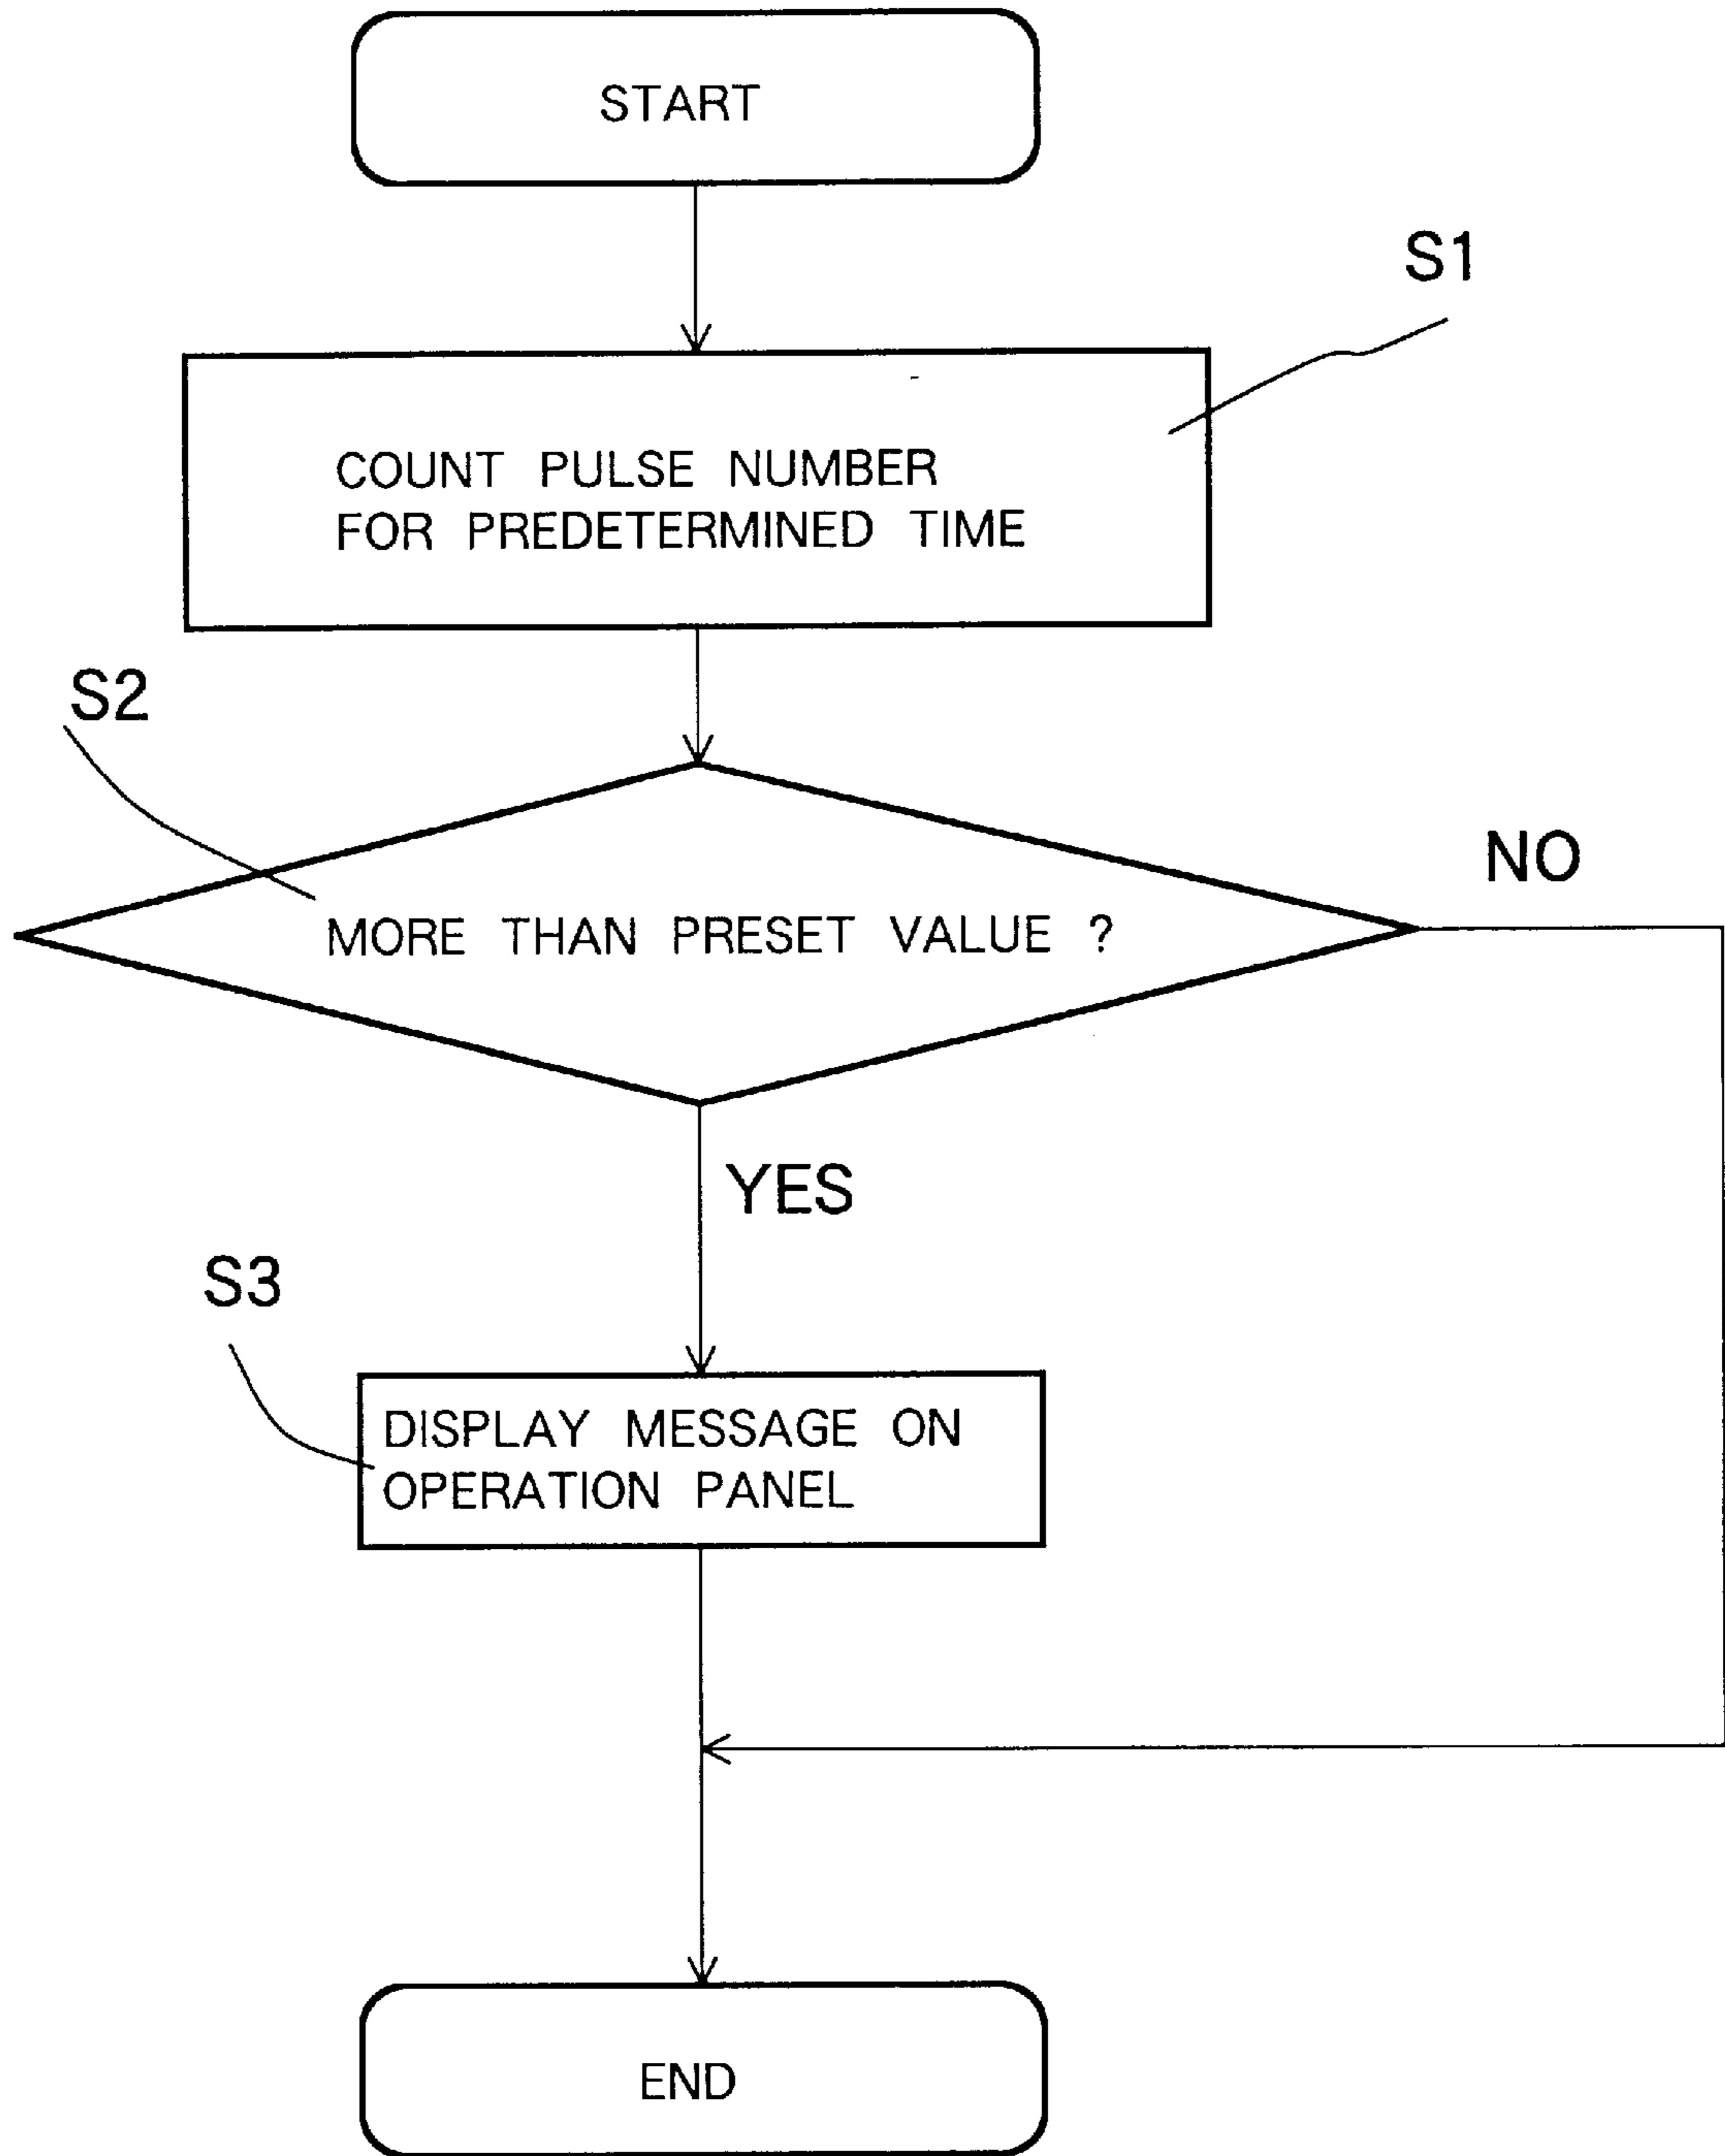 START
S1
COUNT PULSE NUMBER
FOR PREDETERMINED TIME
S2
NO
MORE THAN PRESET VALUE ?
YES
S3
DISPLAY MESSAGE ON
OPERATION PANEL
END